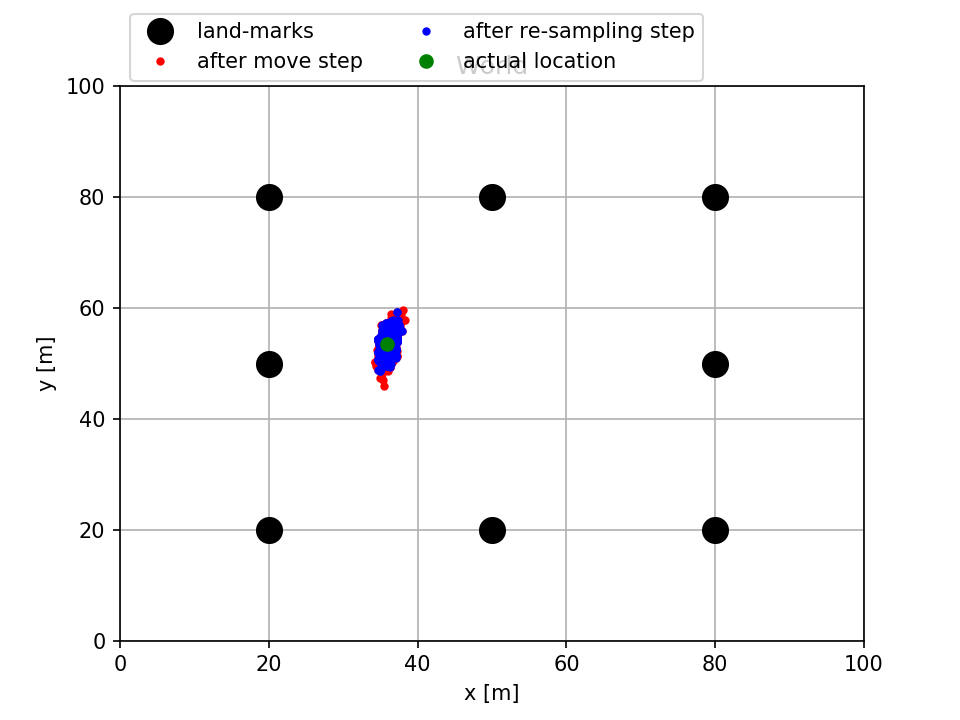 land-marks
after move step
after re-sampling step
actual location
World
100
80
60
40
20
0
y [m]
0 20 40 60 80 100
x [m]